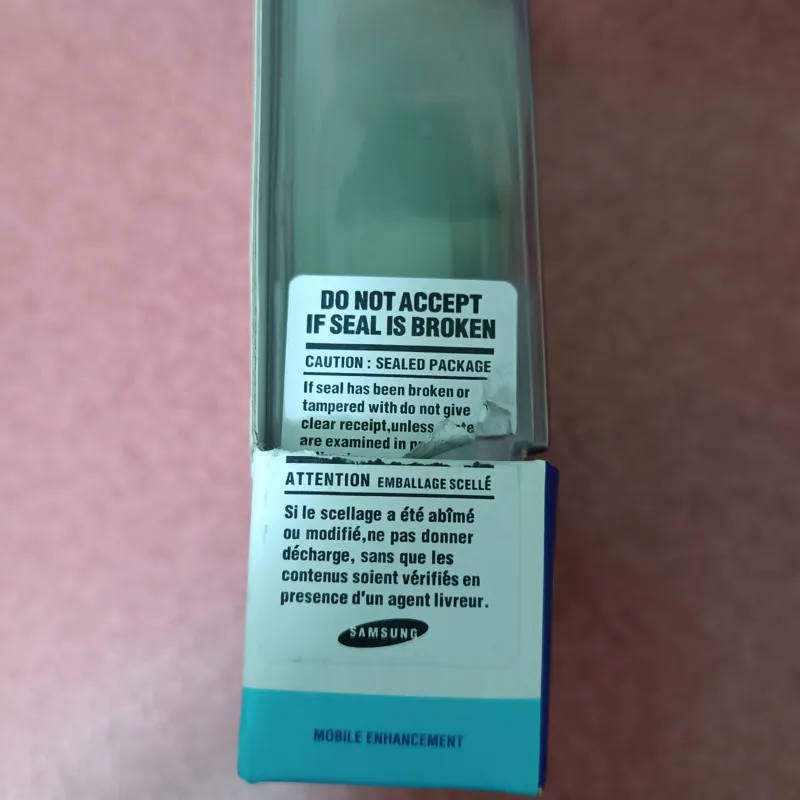 DO NOT ACCEPT
IF SEAL IS BROKEN
CAUTION : SEALED PACKAGE
If seal has been broken or
tampered with do not give
clear receipt,unless
are examined in
ATTENTION EMBALLAGE SCELLÉ
Si le scellage a été abîmé
ou modifié,ne pas donner
décharge, sans que les
contenus soient vérifiés en
presence d'un agent livreur.
SAMSUNG
MOBILE ENHANCEMENT